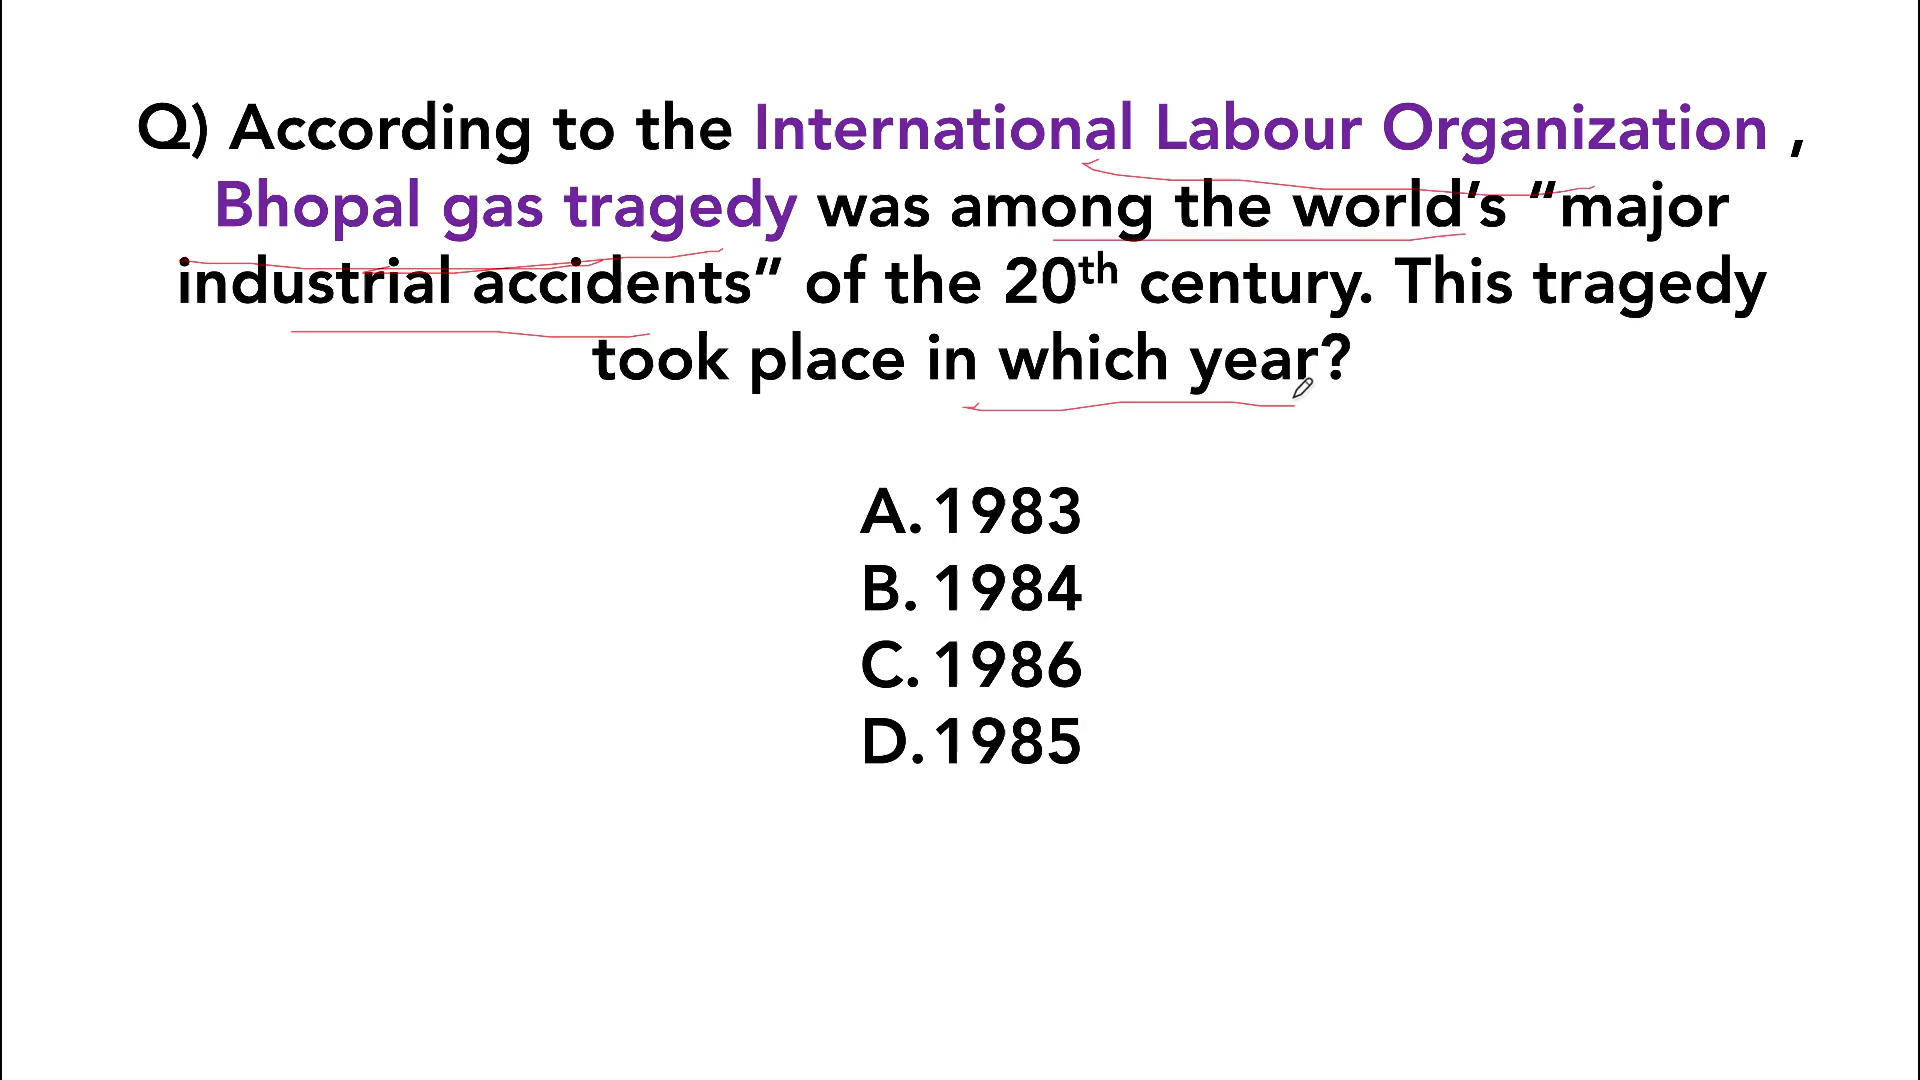 Q) According to the International Labour Organization ,
Bhopal gas tragedy was among the world’s “major
industrial accidents” of the 20th century. This tragedy
took place in which year?
A. 1983
B. 1984
C. 1986
D. 1985